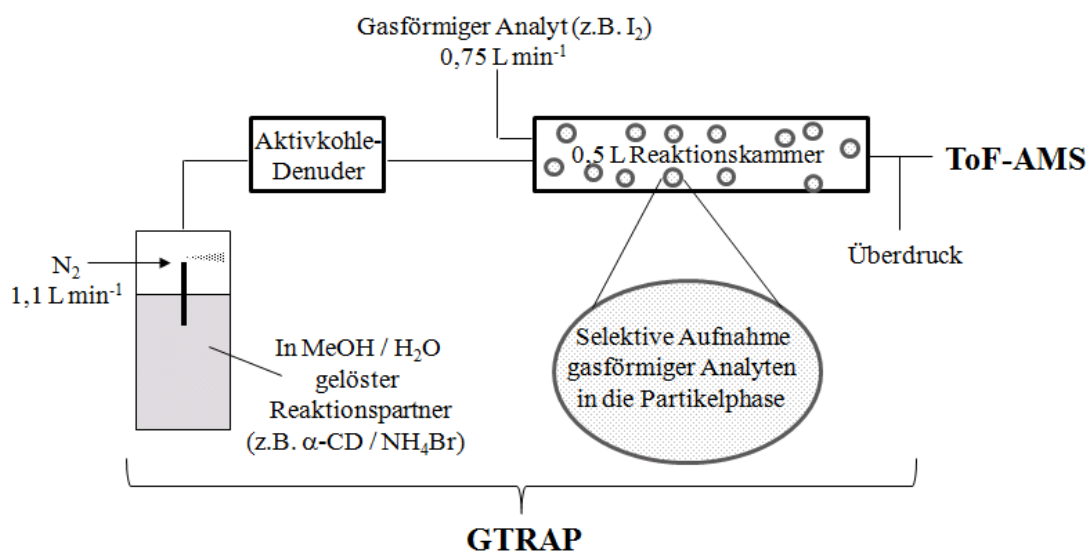 Gasförmiger Analyt (z.B. I₂)
0,75 L min⁻¹
Aktivkohle-
Denuder
0,5 L Reaktionskammer
ToF-AMS
N₂
1,1 L min⁻¹
Überdruck
In MeOH / H₂O
gelöster
Reaktionspartner
(z.B. α-CD / NH₄Br)
Selektive Aufnahme
gasförmiger Analyten
in die Partikelphase
GTRAP